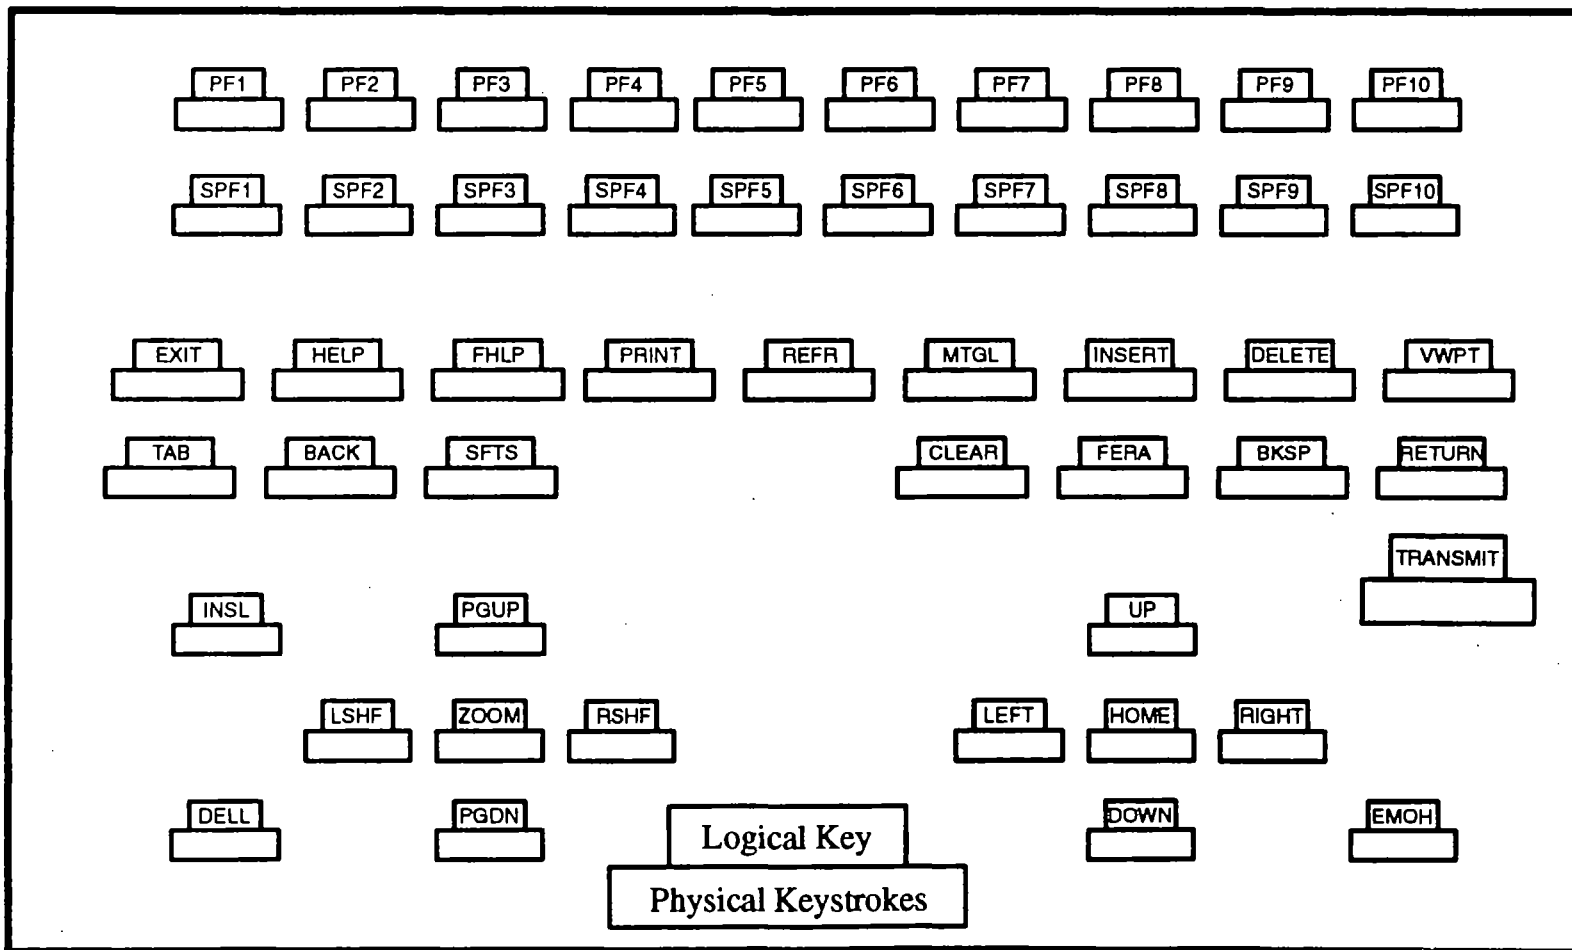 PF1 PF2 PF3 PF4 PF5 PF6 PF7 PF8 PF9 PF10
SPF1 SPF2 SPF3 SPF4 SPF5 SPF6 SPF7 SPF8 SPF9 SPF10
EXIT HELP FHLP PRINT REFR MTGL INSERT DELETE VWPT
TAB BACK SFTS CLEAR FERA BKSP RETURN
TRANSMIT
INSL PGUP UP
LSHF ZOOM RSHF LEFT HOME RIGHT
DELL PGDN DOWN EMOH
Logical Key
Physical Keystrokes